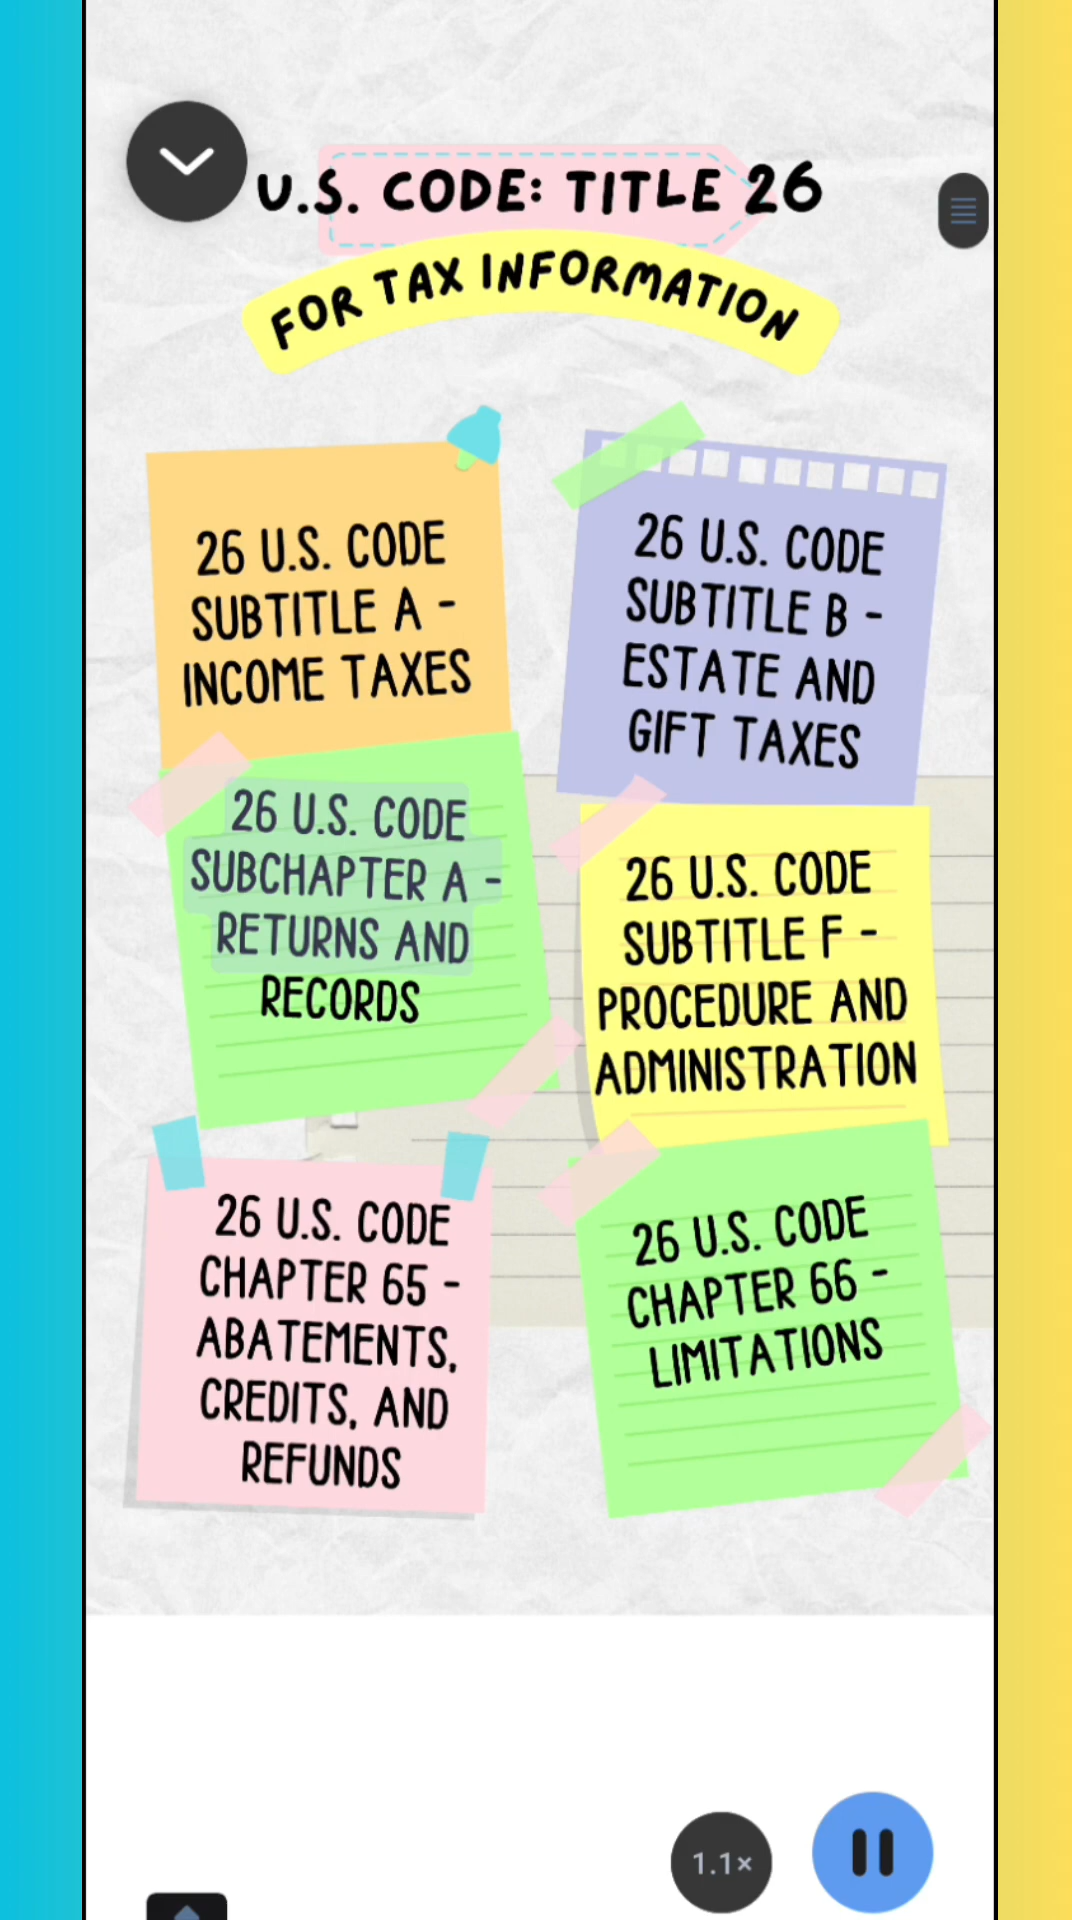 U.S. CODE: TITLE 26
FOR TAX INFORMATION
26 U.S. CODE
SUBTITLE A -
INCOME TAXES
26 U.S. CODE
SUBTITLE B -
ESTATE AND
GIFT TAXES
26 U.S. CODE
SUBCHAPTER A -
RETURNS AND
RECORDS
26 U.S. CODE
SUBTITLE F -
PROCEDURE AND
ADMINISTRATION
26 U.S. CODE
CHAPTER 65 -
ABATEMENTS,
CREDITS, AND
REFUNDS
26 U.S. CODE
CHAPTER 66 -
LIMITATIONS
1.1×